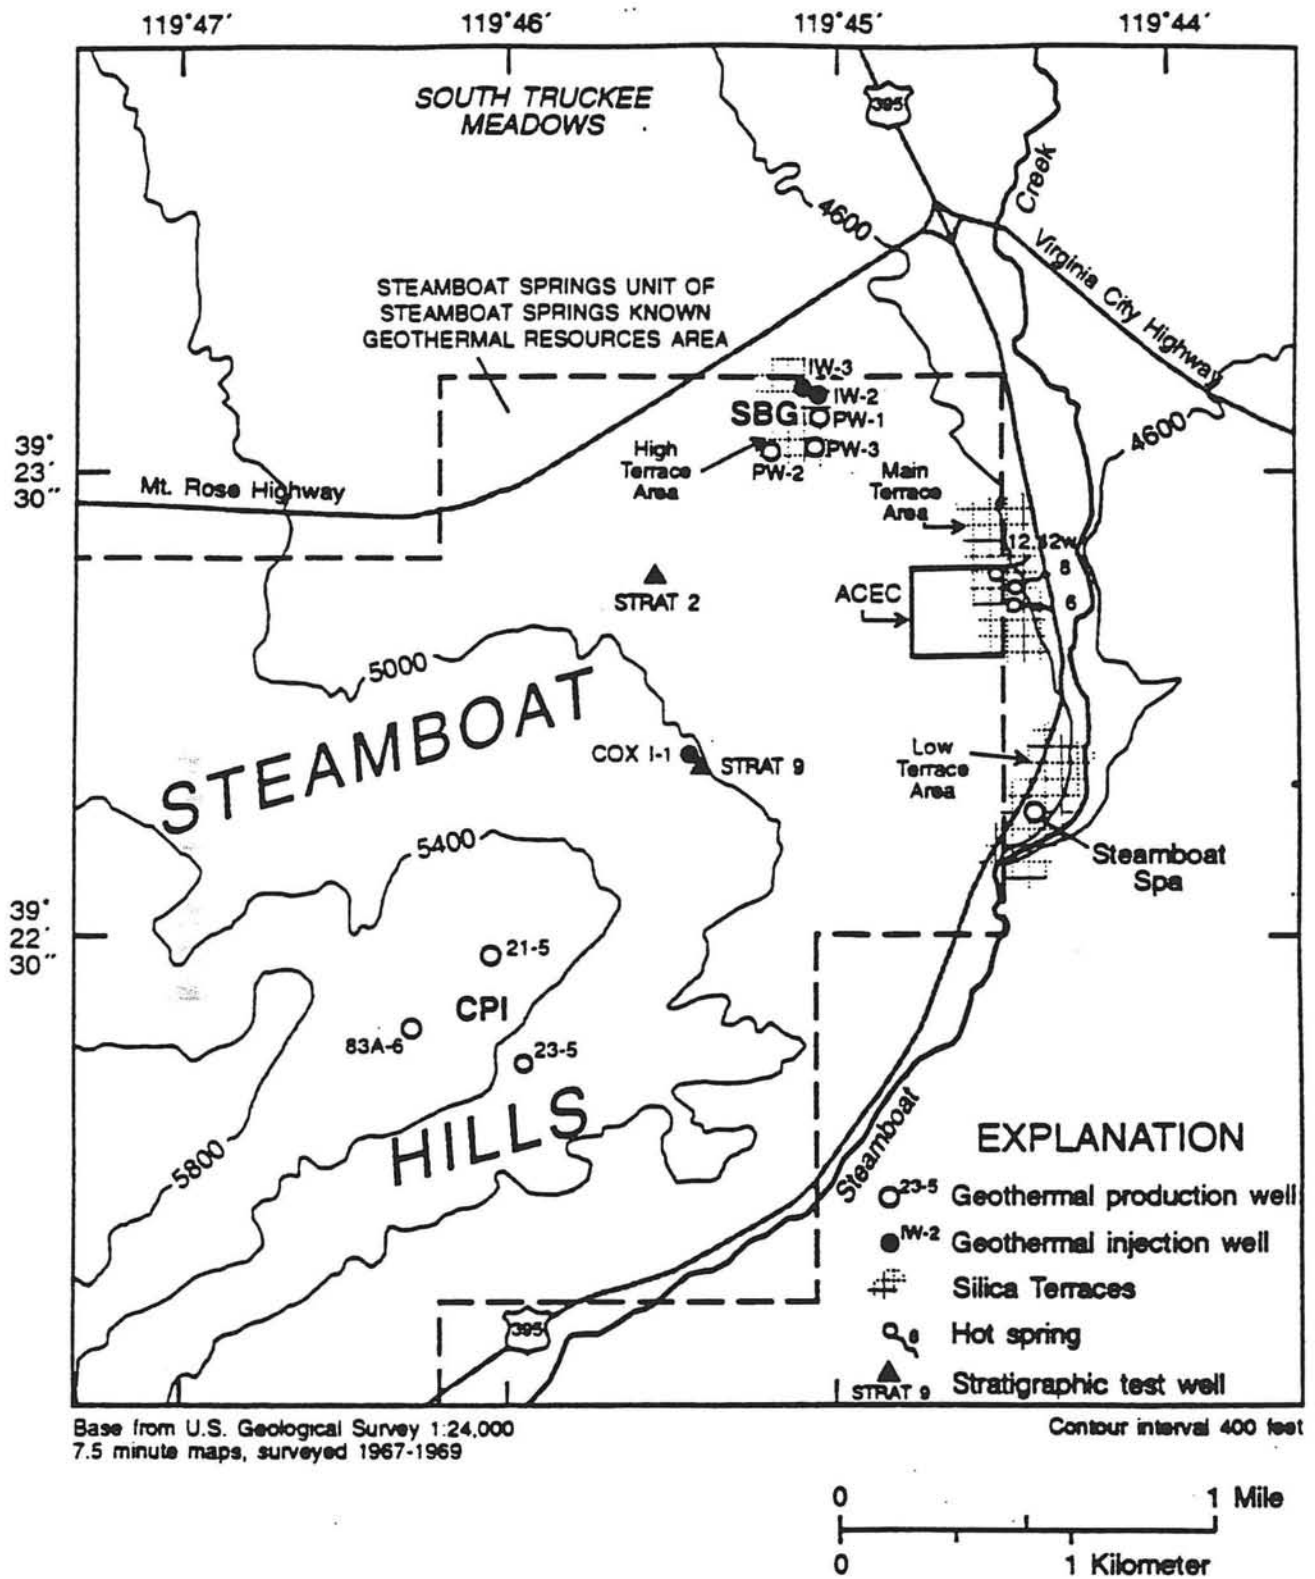 119°47′ 119°46′ 119°45′ 119°44′
SOUTH TRUCKEE
MEADOWS
395
Creek
4600
Virginia City Highway
STEAMBOAT SPRINGS UNIT OF
STEAMBOAT SPRINGS KNOWN
GEOTHERMAL RESOURCES AREA
IW-3
IW-2
SBG
PW-1
PW-3
PW-2
High
Terrace
Area
4600
39°
23′
30″
Mt. Rose Highway
Main
Terrace
Area
12,12w
8
6
ACEC
STRAT 2
5000
STEAMBOAT
COX I-1
STRAT 9
Low
Terrace
Area
5400
Steamboat
Spa
39°
22′
30″
21-5
CPI
83A-6
23-5
HILLS
5800
Steamboat
395
EXPLANATION
23-5 Geothermal production well
IW-2 Geothermal injection well
Silica Terraces
6 Hot spring
STRAT 9 Stratigraphic test well
Base from U.S. Geological Survey 1:24,000
7.5 minute maps, surveyed 1967-1969
Contour interval 400 feet
0 1 Mile
0 1 Kilometer